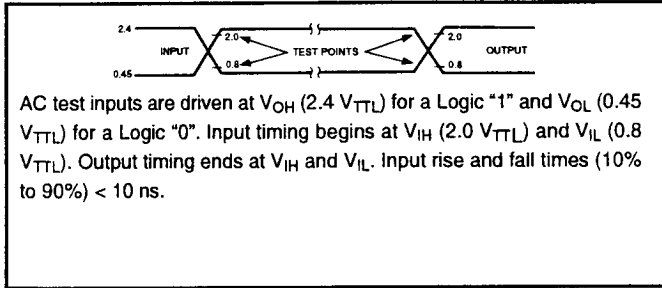 2.4
INPUT
2.0
TEST POINTS
2.0
OUTPUT
0.8
0.8
0.45
AC test inputs are driven at VOH (2.4 VTTL) for a Logic "1" and VOL (0.45
VTTL) for a Logic "0". Input timing begins at VIH (2.0 VTTL) and VIL (0.8
VTTL). Output timing ends at VIH and VIL. Input rise and fall times (10%
to 90%) < 10 ns.